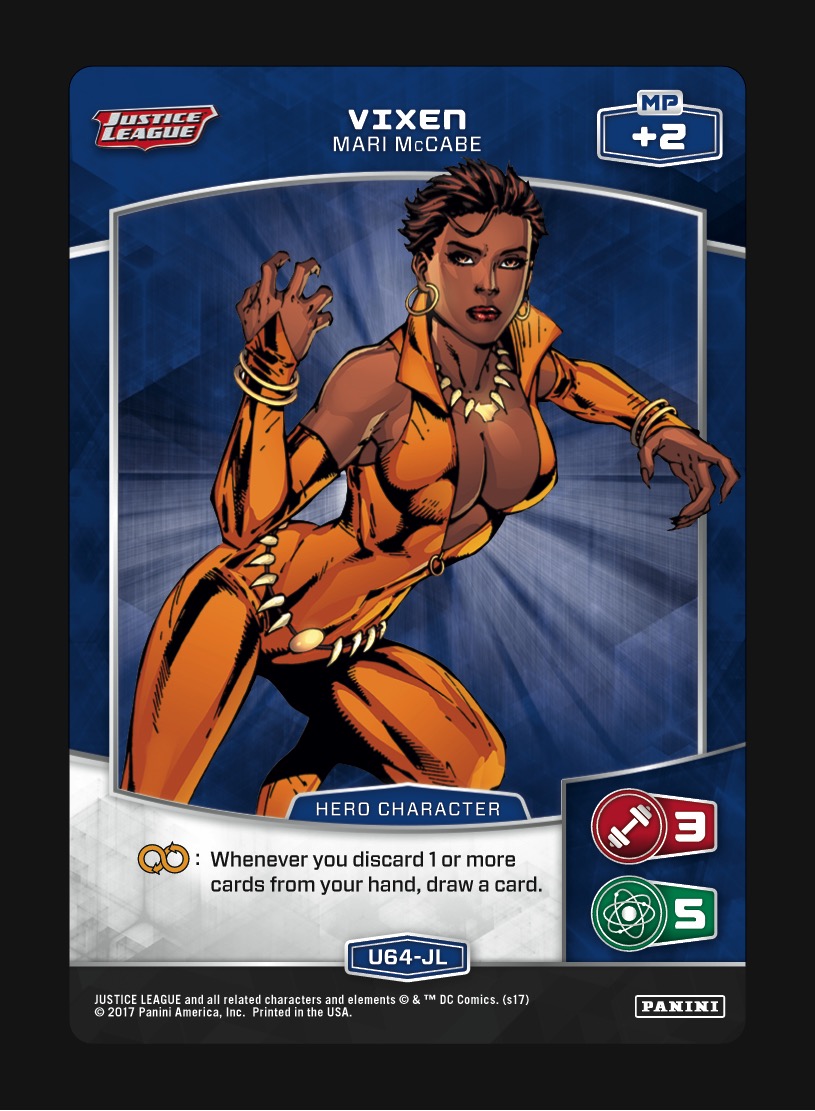 JUSTICE
LEAGUE
VIXEN
MARI McCABE
MP
+2
HERO CHARACTER
: Whenever you discard 1 or more
cards from your hand, draw a card.
3
5
U64-JL
JUSTICE LEAGUE and all related characters and elements © & ™ DC Comics. (s17)
© 2017 Panini America, Inc. Printed in the USA.
PANINI